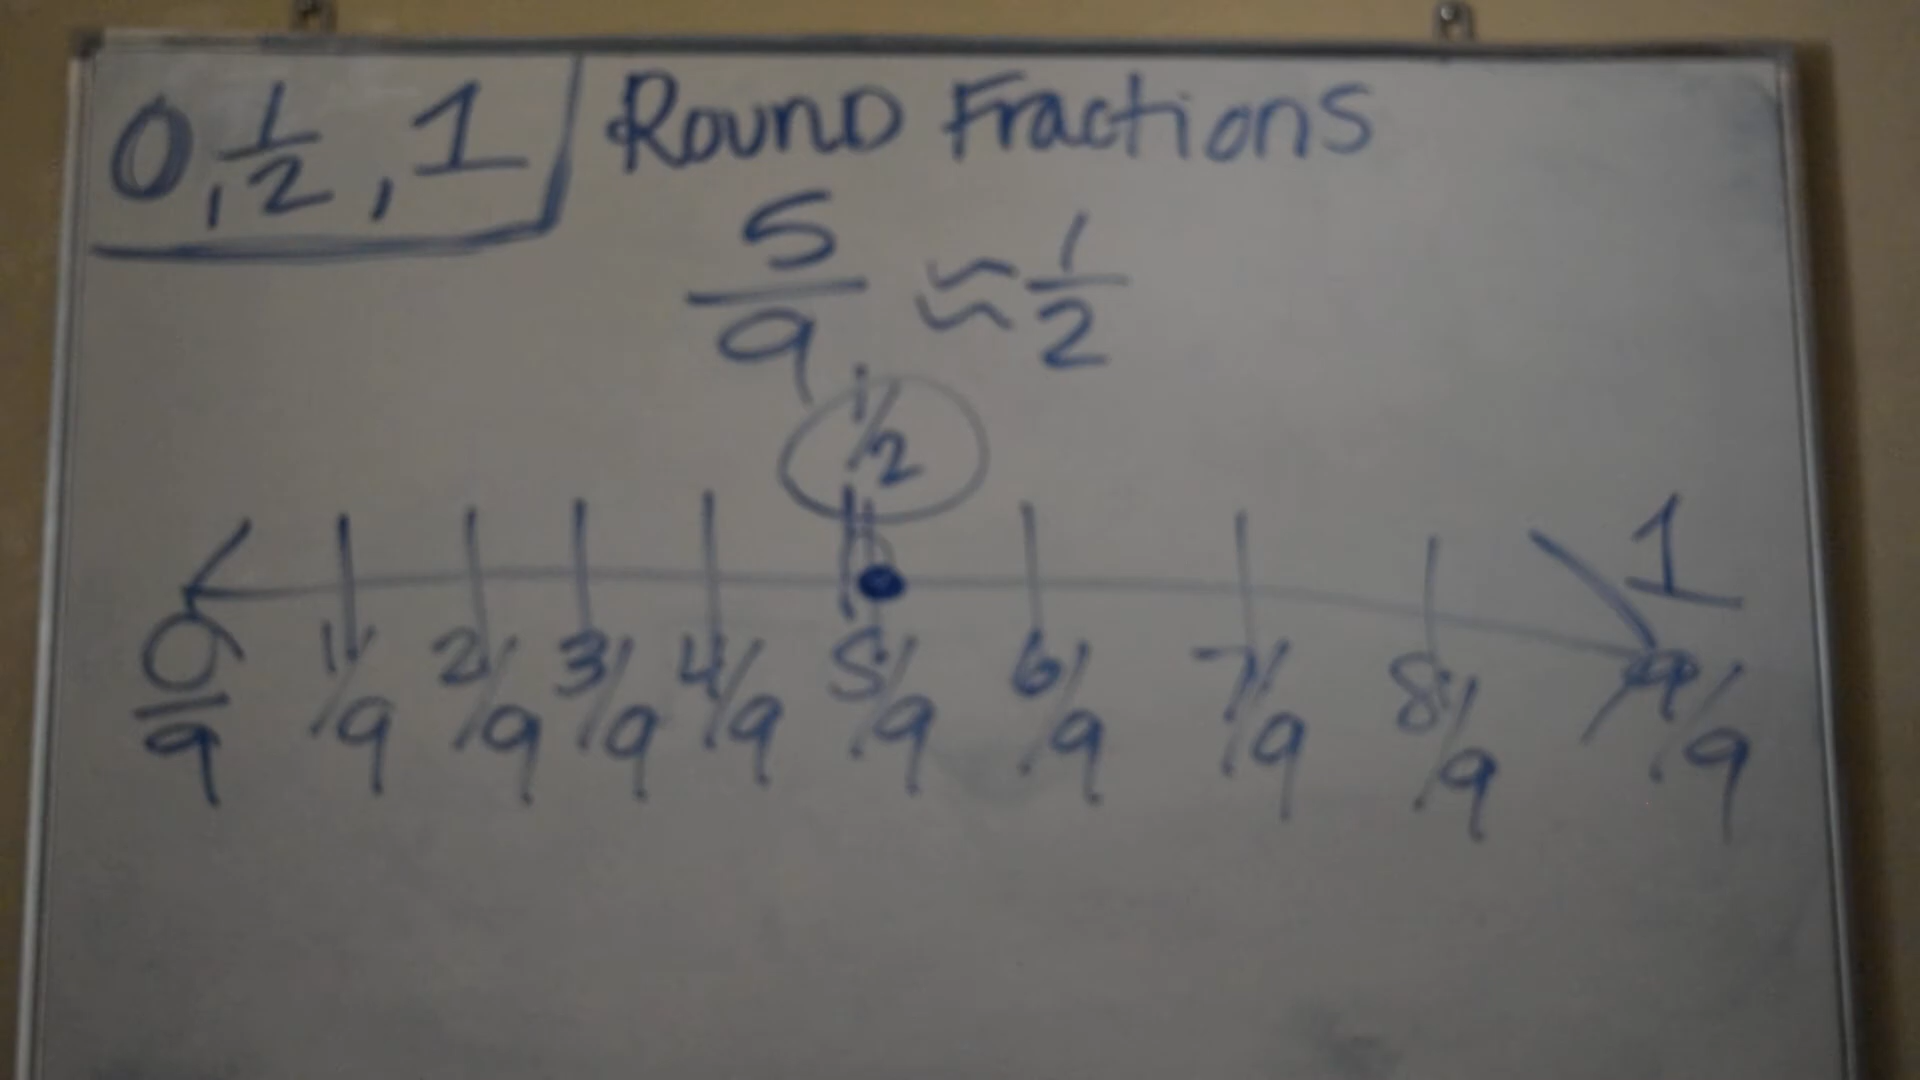 0, 1/2, 1
Round Fractions
5/9 ≈ 1/2
1/2
1
0/9 1/9 2/9 3/9 4/9 5/9 6/9 7/9 8/9 9/9